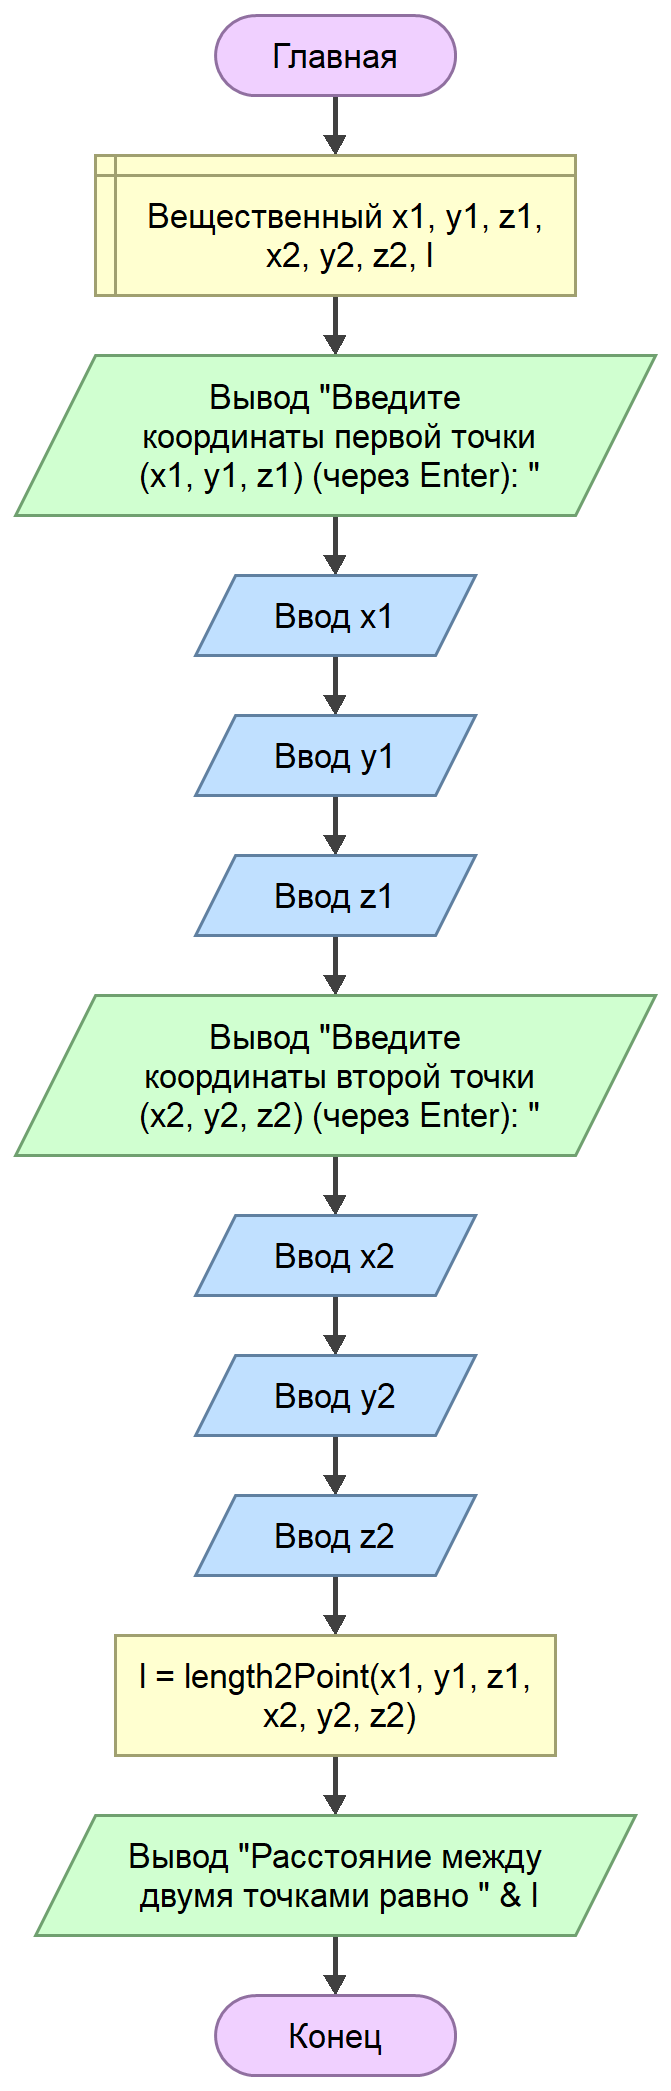 Главная
Вещественный x1, y1, z1,
x2, y2, z2, l
Вывод "Введите
координаты первой точки
(x1, y1, z1) (через Enter): "
Ввод x1
Ввод y1
Ввод z1
Вывод "Введите
координаты второй точки
(x2, y2, z2) (через Enter): "
Ввод x2
Ввод y2
Ввод z2
l = length2Point(x1, y1, z1,
x2, y2, z2)
Вывод "Расстояние между
двумя точками равно " & l
Конец